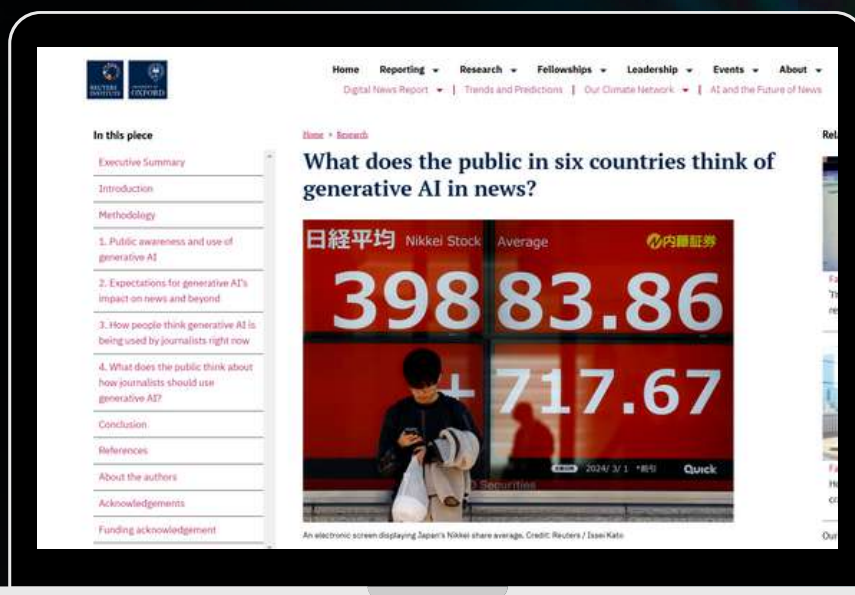 REUTERS
INSTITUTE
UNIVERSITY OF
OXFORD
Home Reporting Research Fellowships Leadership Events About
Digital News Report | Trends and Predictions | Our Climate Network | AI and the Future of News
In this piece
Executive Summary
Introduction
Methodology
1. Public awareness and use of
generative AI
2. Expectations for generative AI's
impact on news and beyond
3. How people think generative AI is
being used by journalists right now
4. What does the public think about
how journalists should use
generative AI?
Conclusion
References
About the authors
Acknowledgements
Funding acknowledgement
Home > Research
What does the public in six countries think of
generative AI in news?
日経平均 Nikkei Stock Average 内藤証券
39883.86
+ 717.67
2024/ 3/ 1 *前引 QUICK
Securities
An electronic screen displaying Japan's Nikkei share average. Credit: Reuters / Issei Kato
Rel
Our